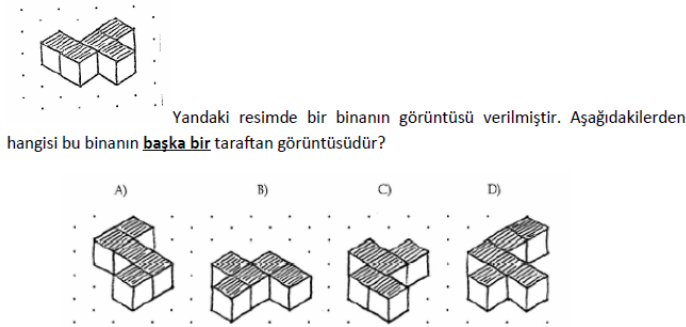 Yandaki resimde bir binanın görüntüsü verilmiştir. Aşağıdakilerden
hangisi bu binanın başka bir taraftan görüntüsüdür?
A) B) C) D)